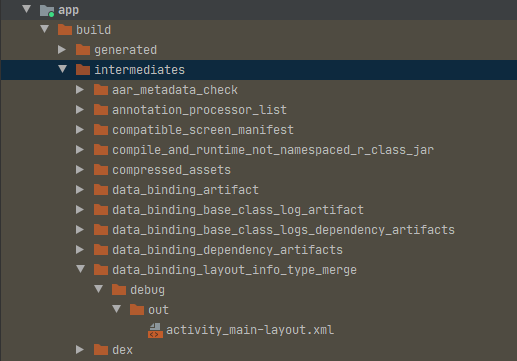 app
build
generated
intermediates
aar_metadata_check
annotation_processor_list
compatible_screen_manifest
compile_and_runtime_not_namespaced_r_class_jar
compressed_assets
data_binding_artifact
data_binding_base_class_log_artifact
data_binding_base_class_logs_dependency_artifacts
data_binding_dependency_artifacts
data_binding_layout_info_type_merge
debug
out
activity_main-layout.xml
dex